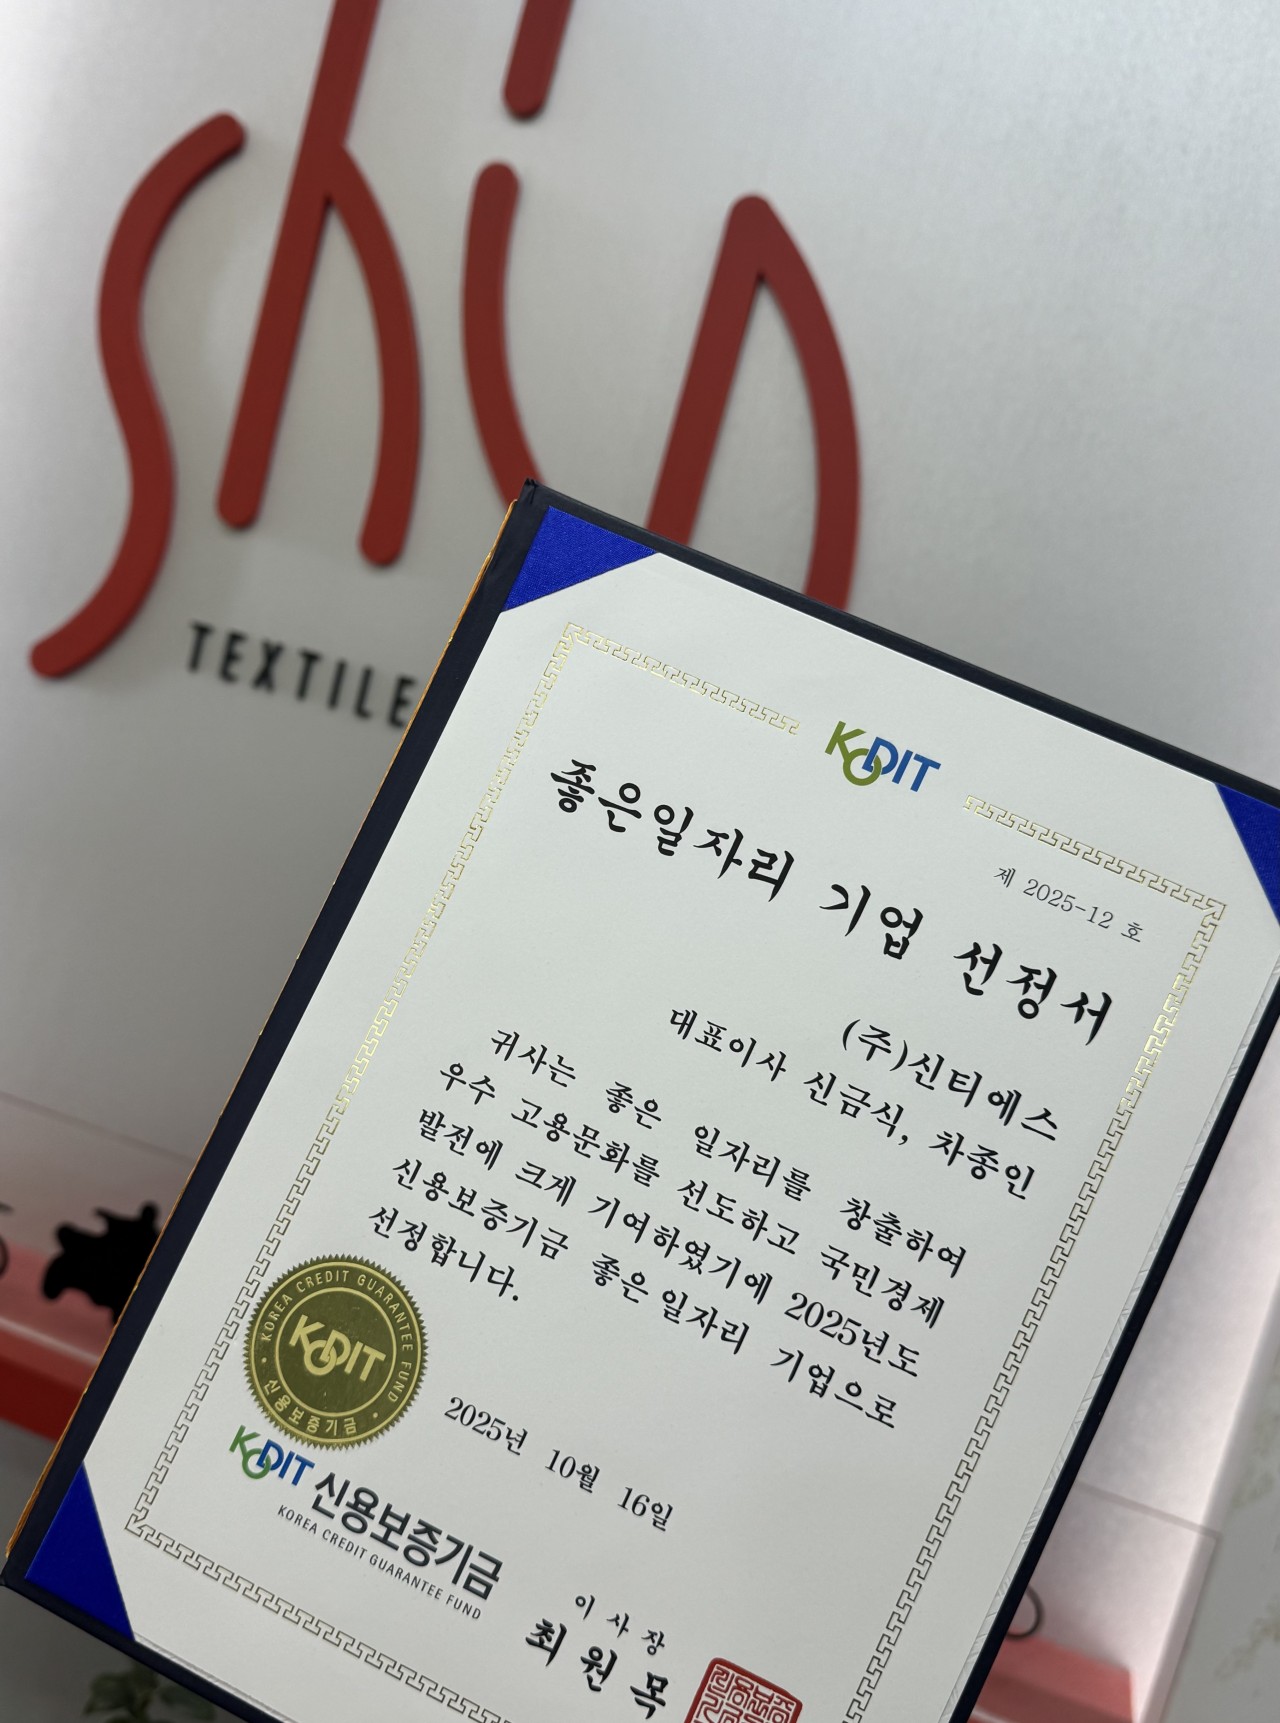 shin
TEXTILE
KODIT
제 2025-12 호
좋은일자리 기업 선정서
(주)신티에스
대표이사 신금식, 차종인
귀사는 좋은 일자리를 창출하여
우수 고용문화를 선도하고 국민경제
발전에 크게 기여하였기에 2025년도
신용보증기금 좋은일자리 기업으로
선정합니다.
KOREA CREDIT GUARANTEE FUND
KODIT
신용보증기금
2025년 10월 16일
KODIT 신용보증기금
KOREA CREDIT GUARANTEE FUND
이사장
최원목